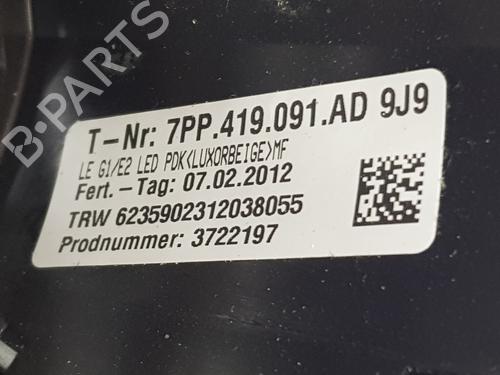 B-PARTS
T-Nr: 7PP.419.091.AD 9J9
LE G1/E2 LED PDK<LUXORBEIGE>MF
Fert.-Tag: 07.02.2012
TRW 6235902312038055
Prodnummer: 3722197